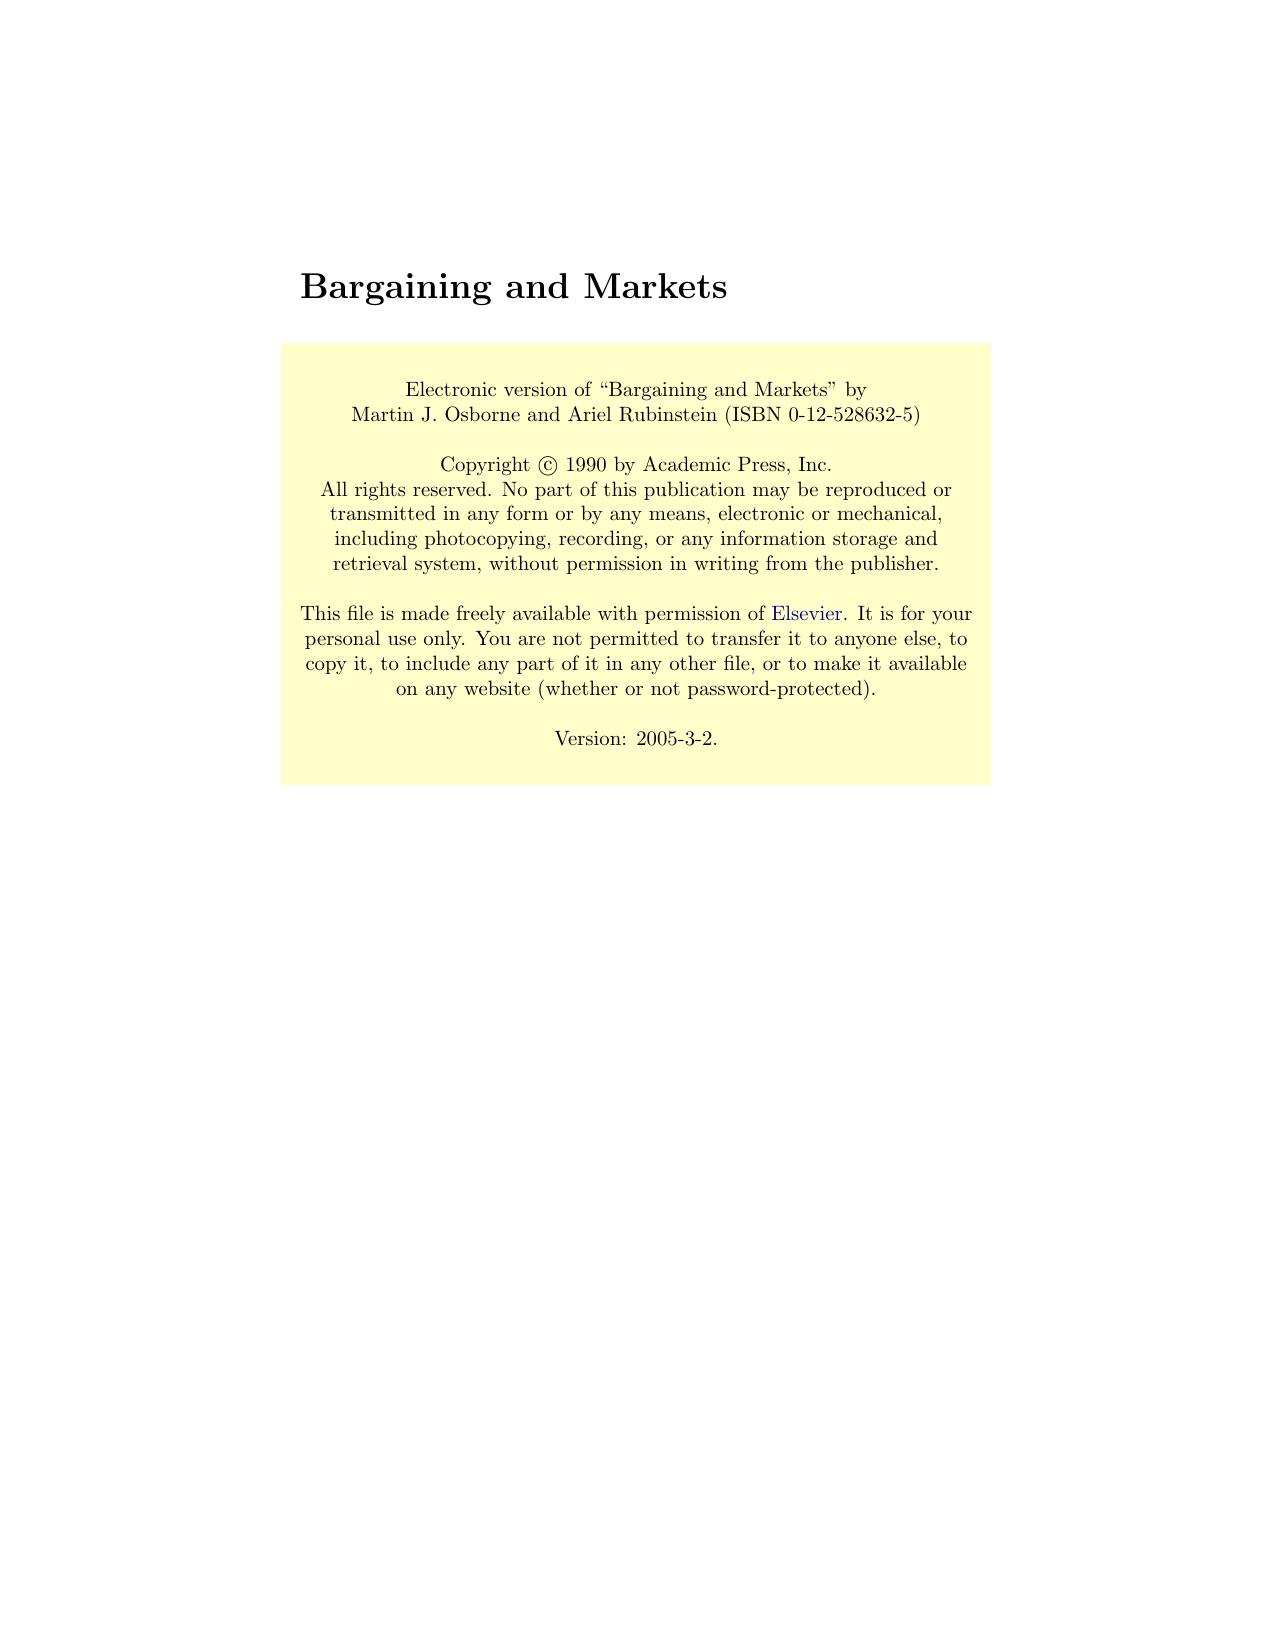 Bargaining and Markets
Electronic version of “Bargaining and Markets” by
Martin J. Osborne and Ariel Rubinstein (ISBN 0-12-528632-5)
Copyright © 1990 by Academic Press, Inc.
All rights reserved. No part of this publication may be reproduced or
transmitted in any form or by any means, electronic or mechanical,
including photocopying, recording, or any information storage and
retrieval system, without permission in writing from the publisher.
This file is made freely available with permission of Elsevier. It is for your
personal use only. You are not permitted to transfer it to anyone else, to
copy it, to include any part of it in any other file, or to make it available
on any website (whether or not password-protected).
Version: 2005-3-2.